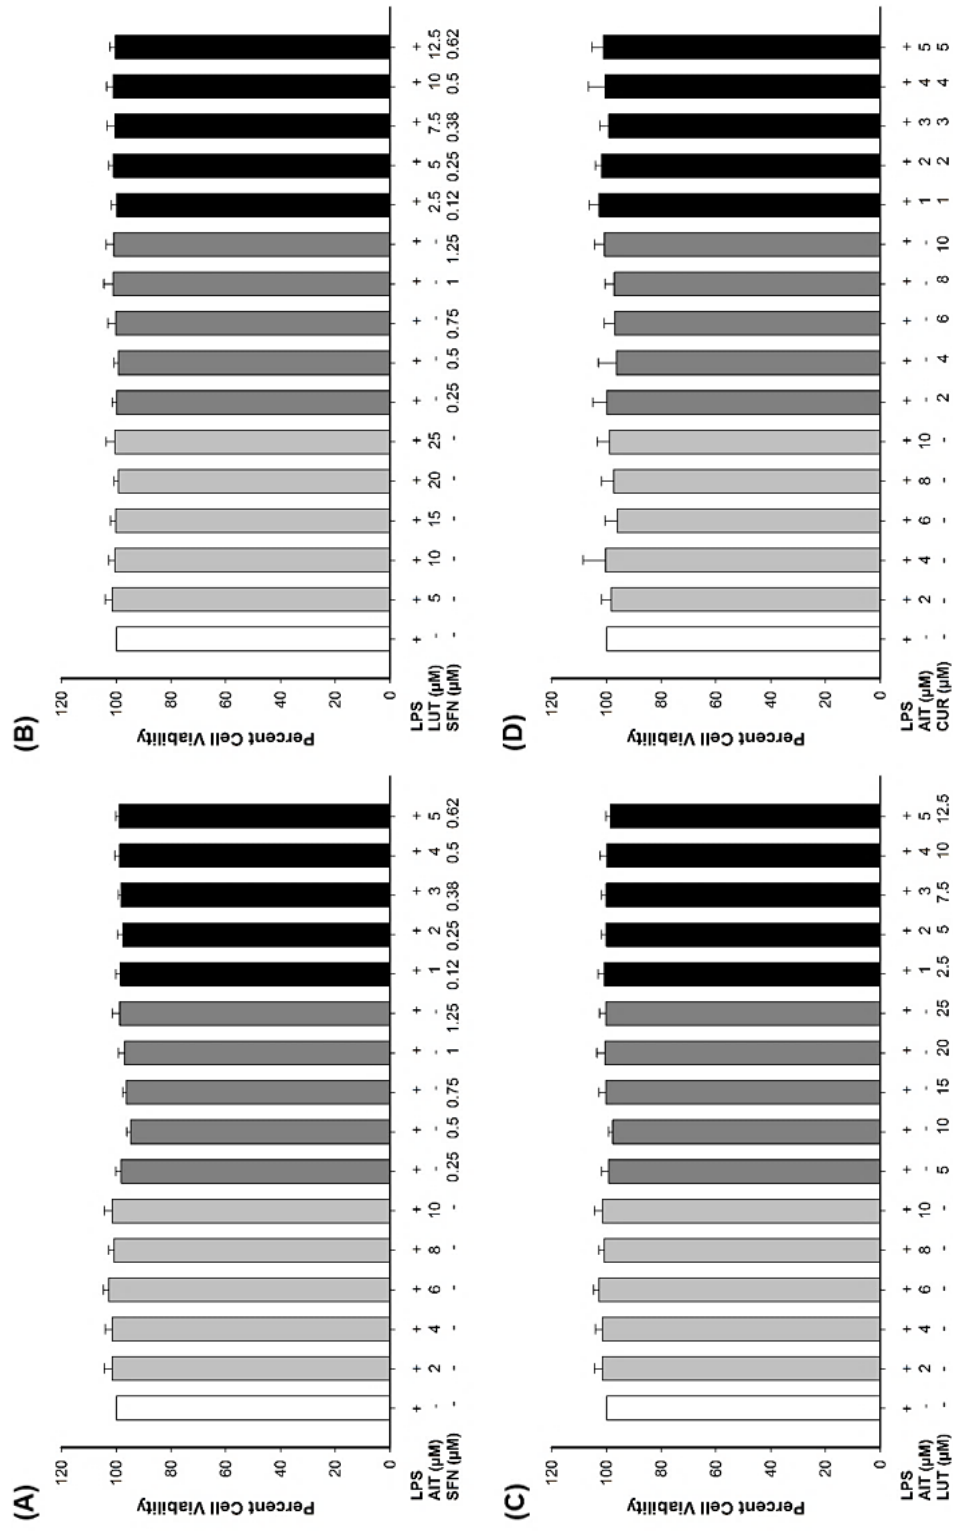 (A)
120
100
80
60
40
20
0
Percent Cell Viability
LPS + + + + + + + + + + + + + + + +
AIT (µM) - 2 4 6 8 10 - - - - - 1 2 3 4 5
SFN (µM) - - - - - - 0.25 0.5 0.75 1 1.25 0.12 0.25 0.38 0.5 0.62
(B)
120
100
80
60
40
20
0
Percent Cell Viability
LPS + + + + + + + + + + + + + + + +
LUT (µM) - 5 10 15 20 25 - - - - - 2.5 5 7.5 10 12.5
SFN (µM) - - - - - - 0.25 0.5 0.75 1 1.25 0.12 0.25 0.38 0.5 0.62
(C)
120
100
80
60
40
20
0
Percent Cell Viability
LPS + + + + + + + + + + + + + + + +
AIT (µM) - 2 4 6 8 10 - - - - - 1 2 3 4 5
LUT (µM) - - - - - - 5 10 15 20 25 2.5 5 7.5 10 12.5
(D)
120
100
80
60
40
20
0
Percent Cell Viability
LPS + + + + + + + + + + + + + + + +
AIT (µM) - 2 4 6 8 10 - - - - - 1 2 3 4 5
CUR (µM) - - - - - - 2 4 6 8 10 1 2 3 4 5